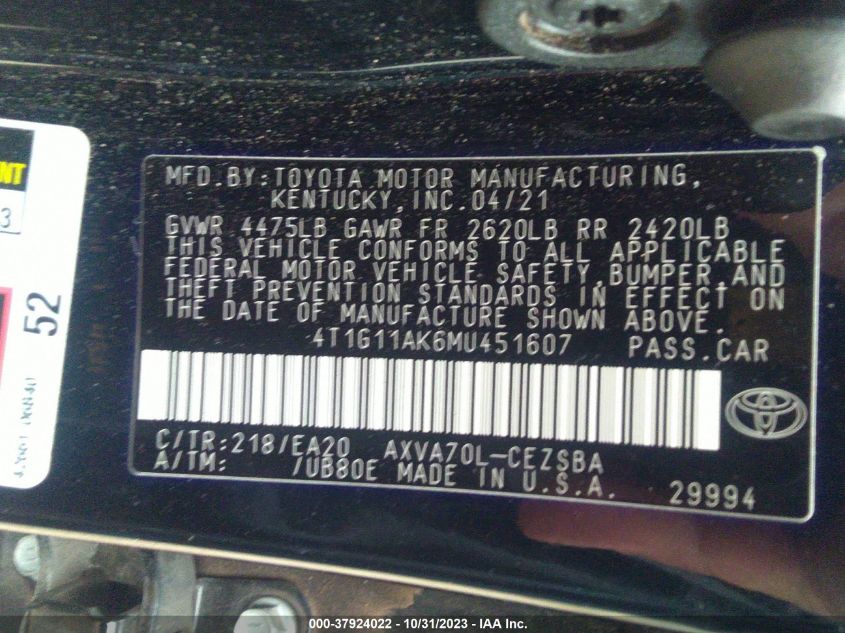 MFD.BY:TOYOTA MOTOR MANUFACTURING,
KENTUCKY,INC.04/21
GVWR 4475LB GAWR FR 2620LB RR 2420LB
THIS VEHICLE CONFORMS TO ALL APPLICABLE
FEDERAL MOTOR VEHICLE SAFETY,BUMPER,AND
THEFT PREVENTION STANDARDS IN EFFECT ON
THE DATE OF MANUFACTURE SHOWN ABOVE.
4T1G11AK6MU451607 PASS.CAR
C/TR:218/EA20 AXVA70L-CEZSBA
A/TM: /UB80E MADE IN U.S.A.
29994
NT
3
52
000-37924022 - 10/31/2023 - IAA Inc.